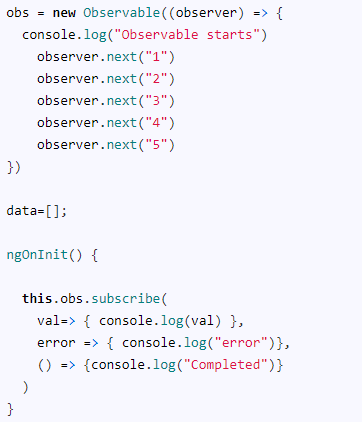 obs = new Observable((observer) => {
  console.log("Observable starts")
    observer.next("1")
    observer.next("2")
    observer.next("3")
    observer.next("4")
    observer.next("5")
})

data=[];

ngOnInit() {

  this.obs.subscribe(
    val=> { console.log(val) },
    error => { console.log("error")},
    () => {console.log("Completed")}
  )
}